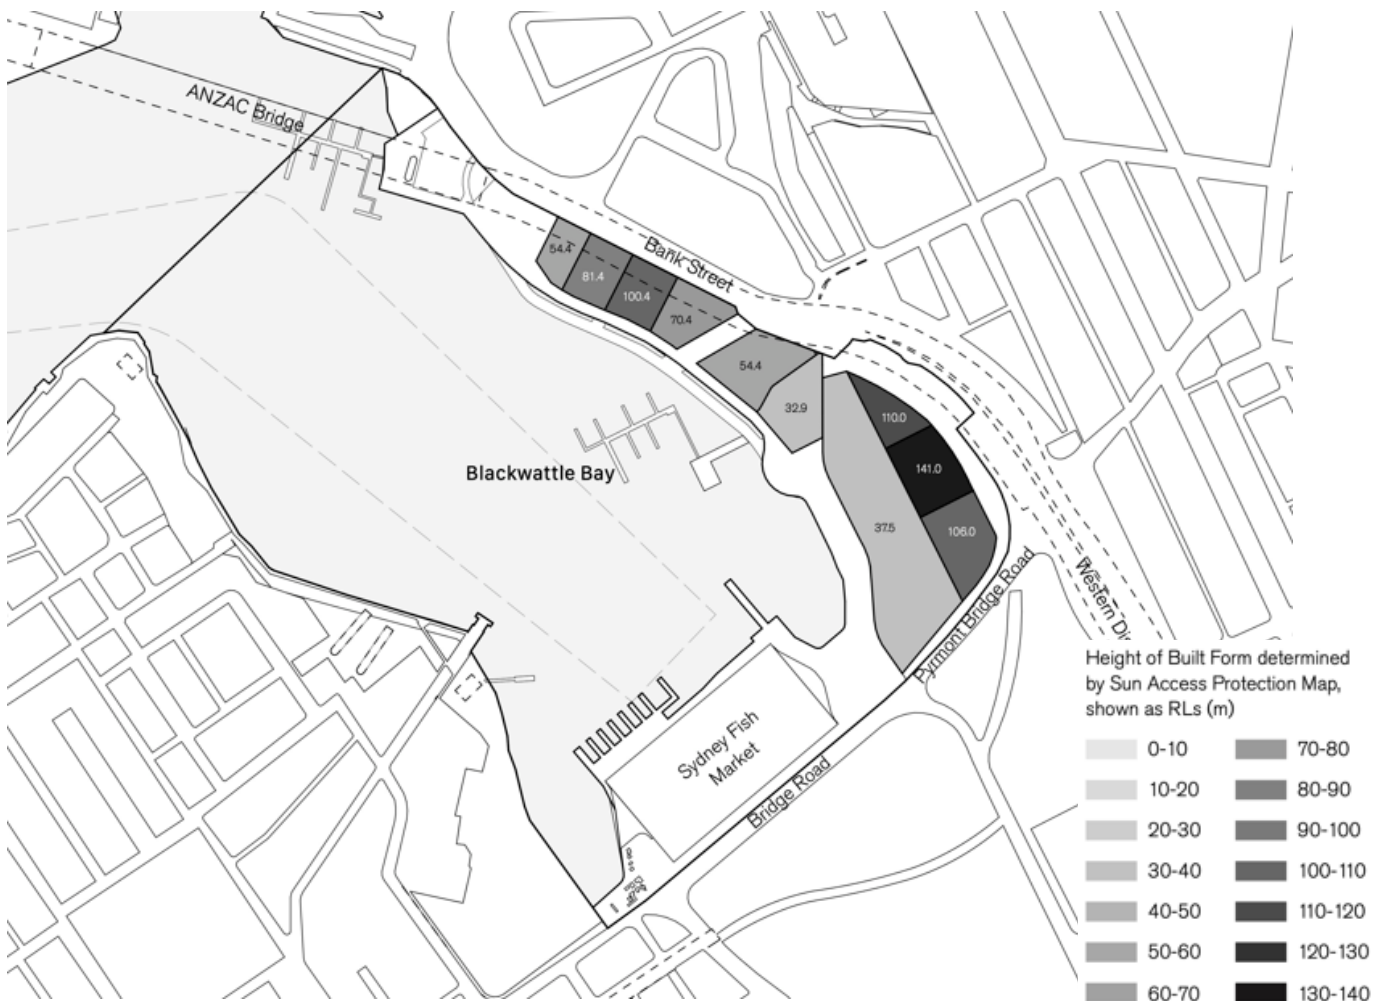 ANZAC Bridge
Bank Street
54.4
81.4
100.4
70.4
54.4
32.9
110.0
141.0
37.5
106.0
Blackwattle Bay
Pyrmont Bridge Road
Western Dis
Sydney Fish
Market
Bridge Road
Height of Built Form determined
by Sun Access Protection Map,
shown as RLs (m)
0-10
10-20
20-30
30-40
40-50
50-60
60-70
70-80
80-90
90-100
100-110
110-120
120-130
130-140